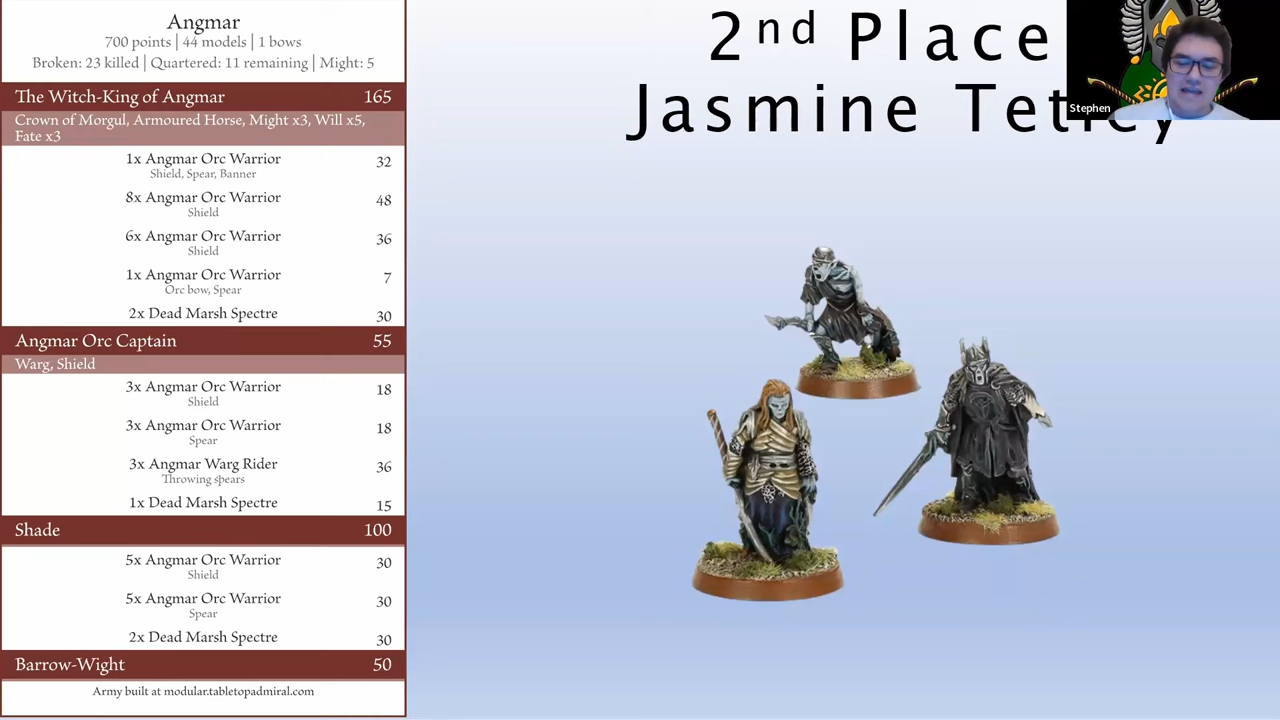 Angmar
700 points | 44 models | 1 bows
Broken: 23 killed | Quartered: 11 remaining | Might: 5
The Witch-King of Angmar 165
Crown of Morgul, Armoured Horse, Might x3, Will x5,
Fate x3
1x Angmar Orc Warrior 32
Shield, Spear, Banner
8x Angmar Orc Warrior 48
Shield
6x Angmar Orc Warrior 36
Shield
1x Angmar Orc Warrior 7
Orc bow, Spear
2x Dead Marsh Spectre 30
Angmar Orc Captain 55
Warg, Shield
3x Angmar Orc Warrior 18
Shield
3x Angmar Orc Warrior 18
Spear
3x Angmar Warg Rider 36
Throwing spears
1x Dead Marsh Spectre 15
Shade 100
5x Angmar Orc Warrior 30
Shield
5x Angmar Orc Warrior 30
Spear
2x Dead Marsh Spectre 30
Barrow-Wight 50
Army built at modular.tabletopadmiral.com
2nd Place
Jasmine Tetley
Stephen